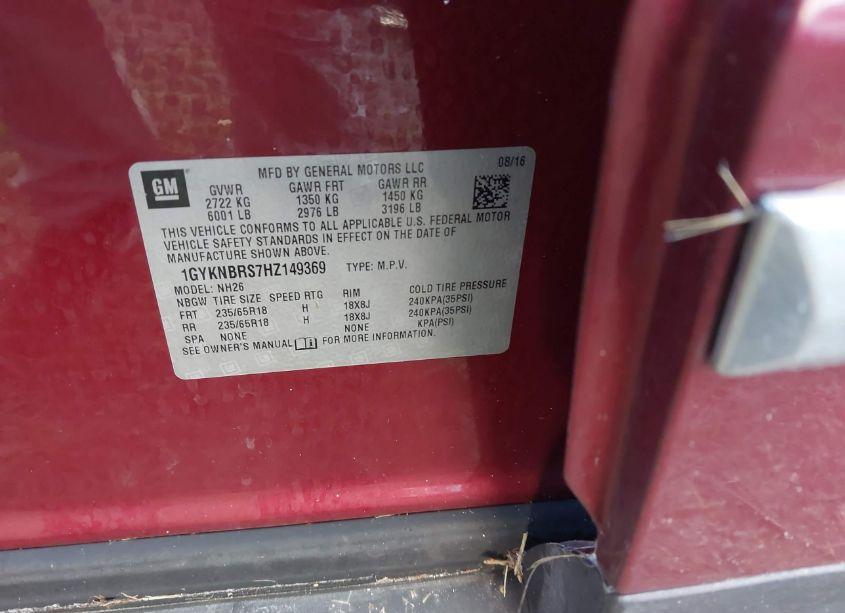 GM
MFD BY GENERAL MOTORS LLC 08/16
GVWR GAWR FRT GAWR RR
2722 KG 1350 KG 1450 KG
6001 LB 2976 LB 3196 LB
THIS VEHICLE CONFORMS TO ALL APPLICABLE U.S. FEDERAL MOTOR
VEHICLE SAFETY STANDARDS IN EFFECT ON THE DATE OF
MANUFACTURE SHOWN ABOVE.
1GYKNBRS7HZ149369 TYPE: M.P.V.
MODEL: NH26
NBGW TIRE SIZE SPEED RTG RIM COLD TIRE PRESSURE
FRT 235/65R18 H 18X8J 240KPA(35PSI)
RR 235/65R18 H 18X8J 240KPA(35PSI)
SPA NONE NONE KPA(PSI)
SEE OWNER'S MANUAL FOR MORE INFORMATION.